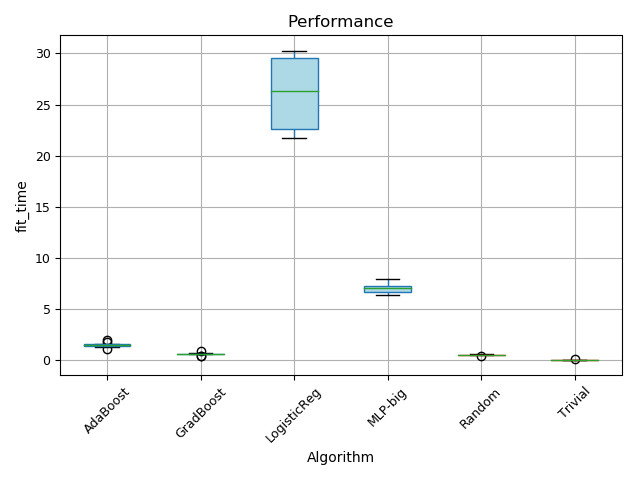 Performance
30
25
20
15
10
5
0
fit_time
AdaBoost
GradBoost
LogisticReg
MLP-big
Random
Trivial
Algorithm